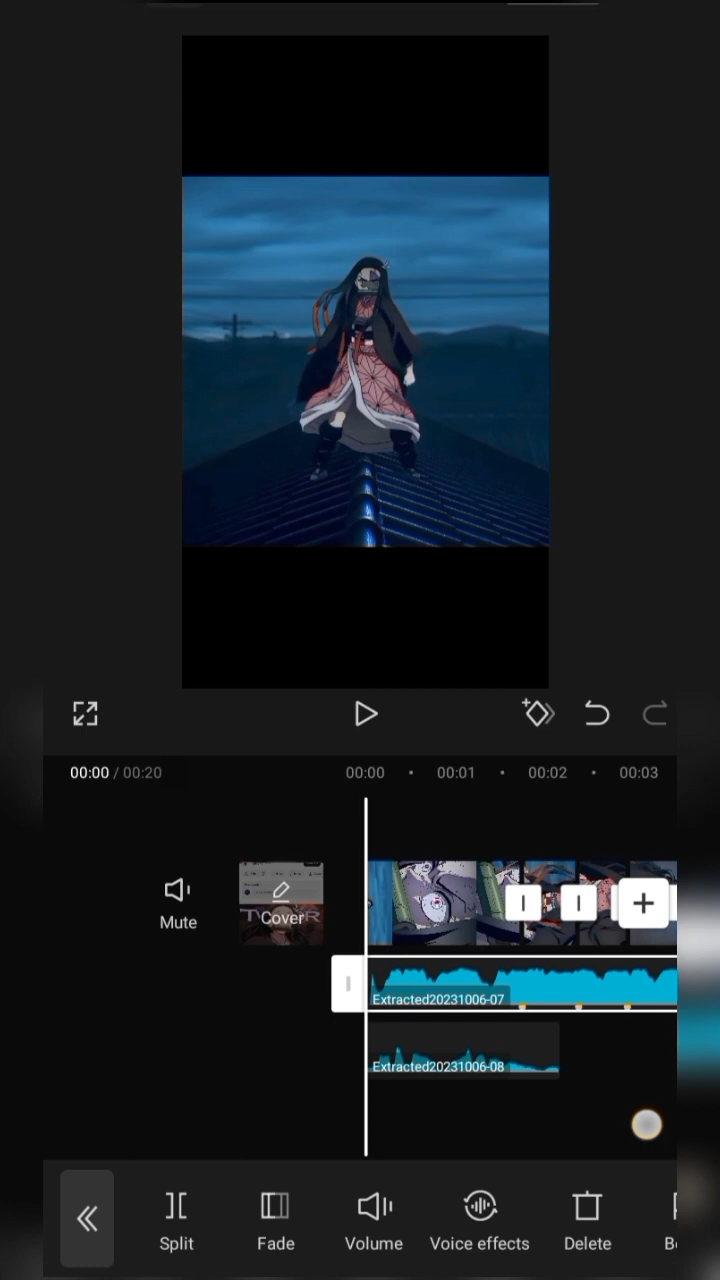 00:00 / 00:20
00:00 • 00:01 • 00:02 • 00:03
Mute
Cover
Extracted20231006-07
Extracted20231006-08
Split
Fade
Volume
Voice effects
Delete